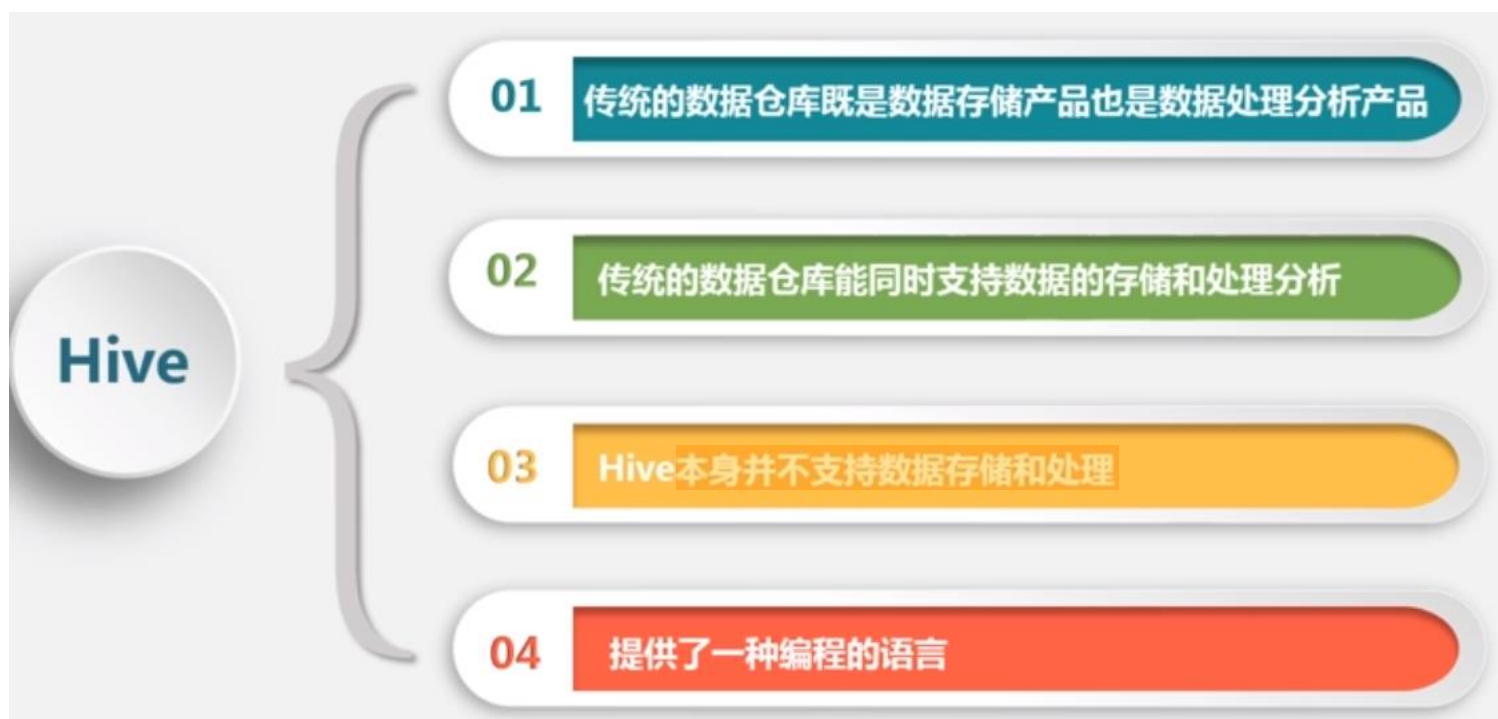 01 传统的数据仓库既是数据存储产品也是数据处理分析产品
02 传统的数据仓库能同时支持数据的存储和处理分析
Hive
03 Hive本身并不支持数据存储和处理
04 提供了一种编程的语言